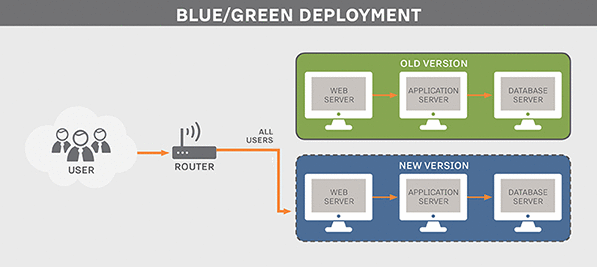 BLUE/GREEN DEPLOYMENT
OLD VERSION
WEB
SERVER
APPLICATION
SERVER
DATABASE
SERVER
USER
ROUTER
ALL
USERS
NEW VERSION
WEB
SERVER
APPLICATION
SERVER
DATABASE
SERVER